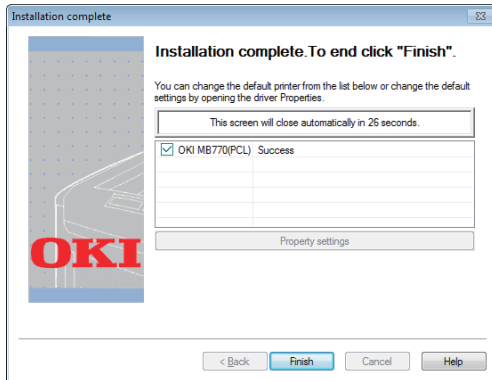 Installation complete
Installation complete.To end click "Finish".
You can change the default printer from the list below or change the default
settings by opening the driver Properties.
This screen will close automatically in 26 seconds.
OKI MB770(PCL) Success
OKI
Property settings
< Back Finish Cancel Help